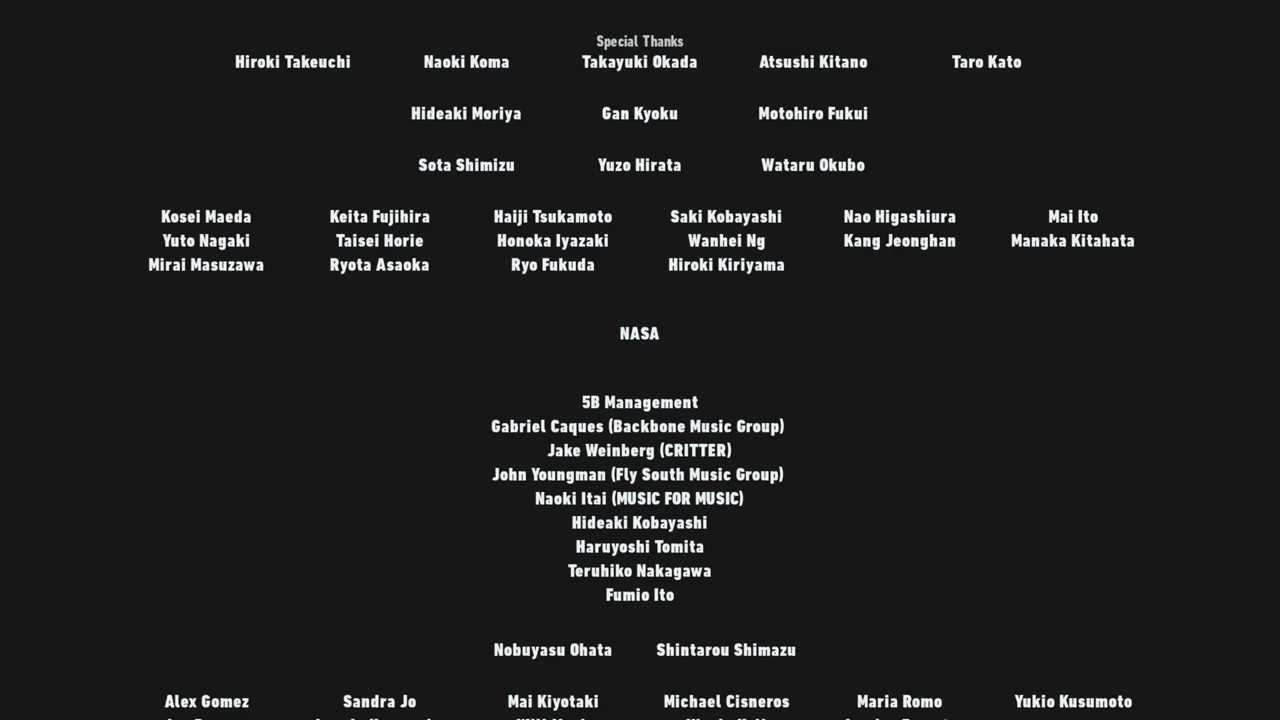 Special Thanks
Hiroki Takeuchi Naoki Koma Takayuki Okada Atsushi Kitano Taro Kato
Hideaki Moriya Gan Kyoku Motohiro Fukui
Sota Shimizu Yuzo Hirata Wataru Okubo
Kosei Maeda Keita Fujihira Haiji Tsukamoto Saki Kobayashi Nao Higashiura Mai Ito
Yuto Nagaki Taisei Horie Honoka Iyazaki Wanhei Ng Kang Jeonghan Manaka Kitahata
Mirai Masuzawa Ryota Asaoka Ryo Fukuda Hiroki Kiriyama
NASA
5B Management
Gabriel Caques (Backbone Music Group)
Jake Weinberg (CRITTER)
John Youngman (Fly South Music Group)
Naoki Itai (MUSIC FOR MUSIC)
Hideaki Kobayashi
Haruyoshi Tomita
Teruhiko Nakagawa
Fumio Ito
Nobuyasu Ohata Shintarou Shimazu
Alex Gomez Sandra Jo Mai Kiyotaki Michael Cisneros Maria Romo Yukio Kusumoto